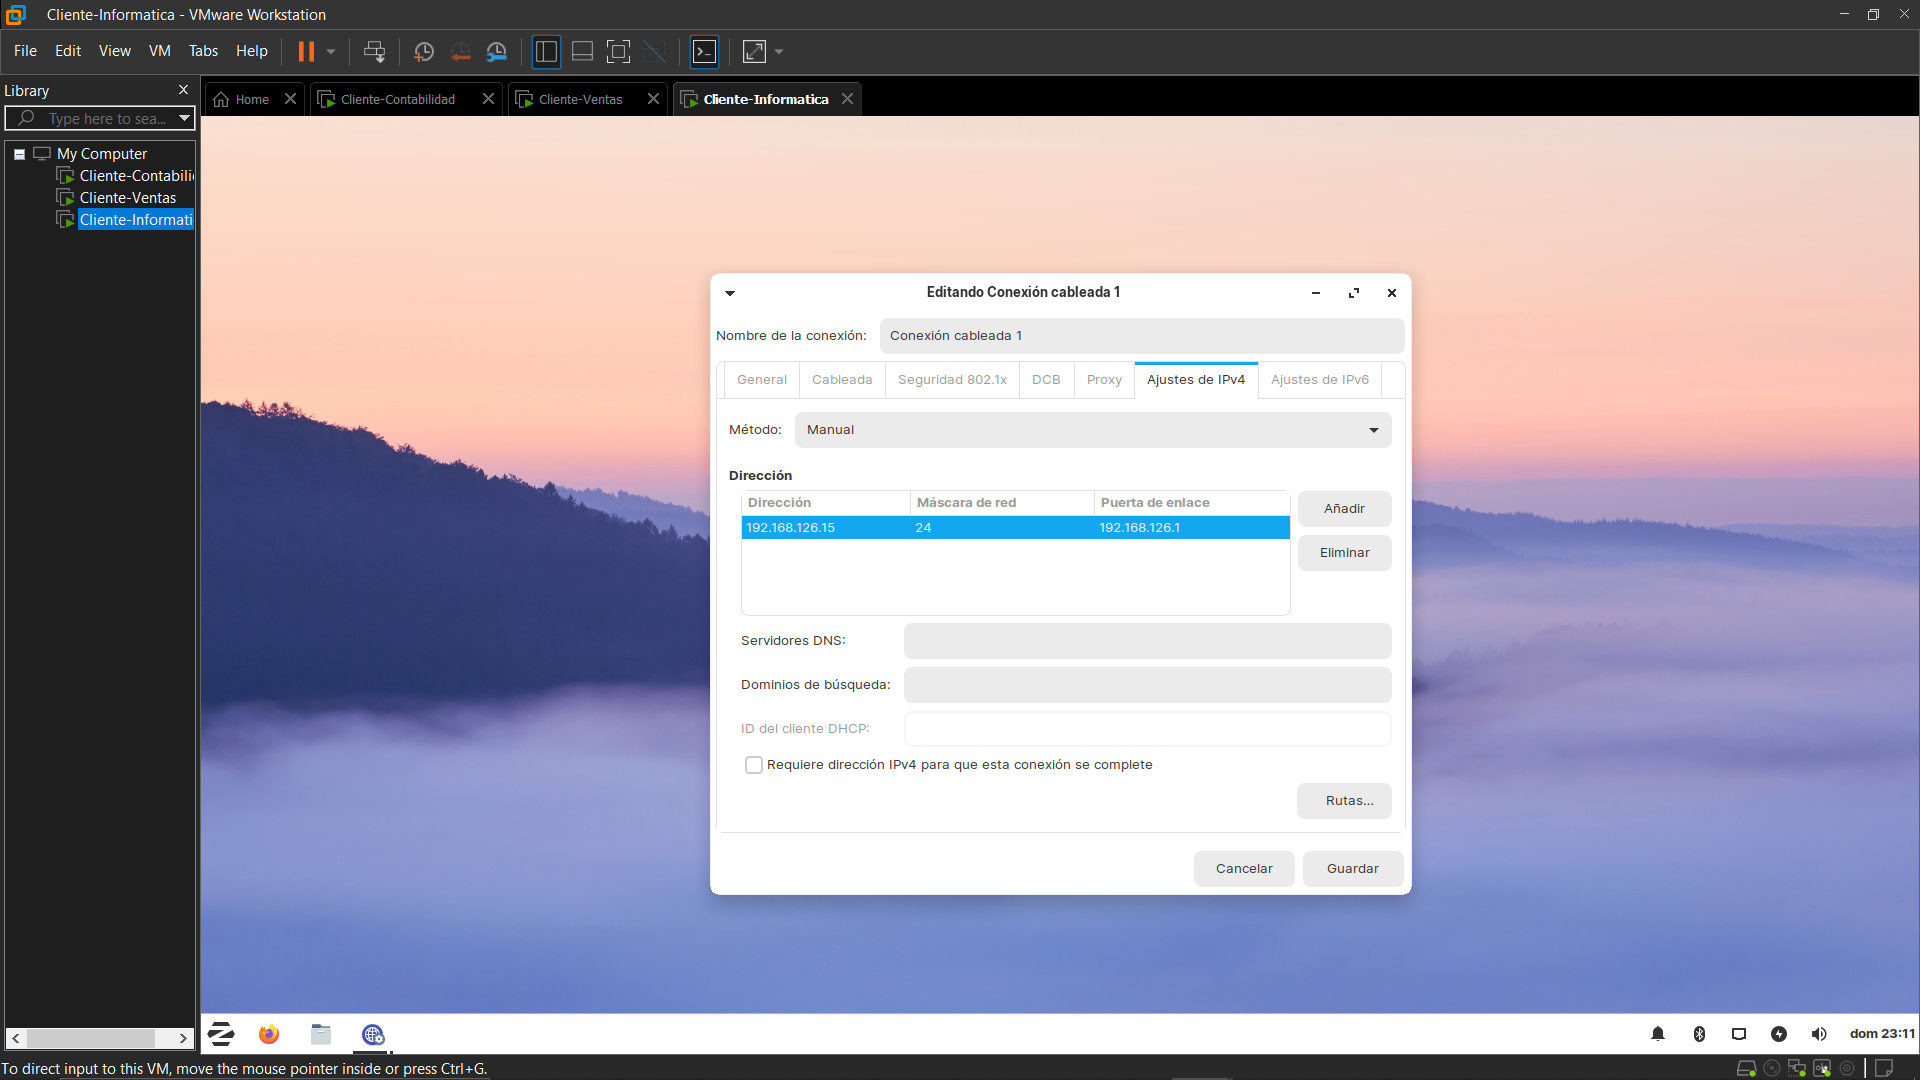 Cliente-Informatica - VMware Workstation
File Edit View VM Tabs Help
Library
Type here to sea...
My Computer
Cliente-Contabili
Cliente-Ventas
Cliente-Informati
Home
Cliente-Contabilidad
Cliente-Ventas
Cliente-Informatica
Editando Conexión cableada 1
Nombre de la conexión: Conexión cableada 1
General Cableada Seguridad 802.1x DCB Proxy Ajustes de IPv4 Ajustes de IPv6
Método: Manual
Dirección
Dirección Máscara de red Puerta de enlace
192.168.126.15 24 192.168.126.1
Añadir
Eliminar
Servidores DNS:
Dominios de búsqueda:
ID del cliente DHCP:
Requiere dirección IPv4 para que esta conexión se complete
Rutas...
Cancelar Guardar
dom 23:11
To direct input to this VM, move the mouse pointer inside or press Ctrl+G.